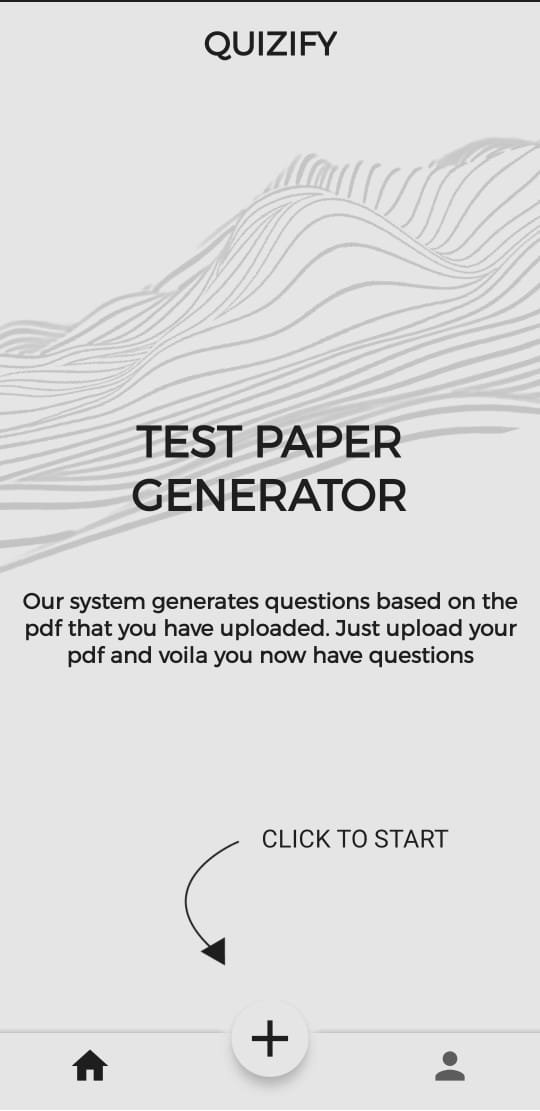 QUIZIFY
TEST PAPER
GENERATOR
Our system generates questions based on the
pdf that you have uploaded. Just upload your
pdf and voila you now have questions
CLICK TO START